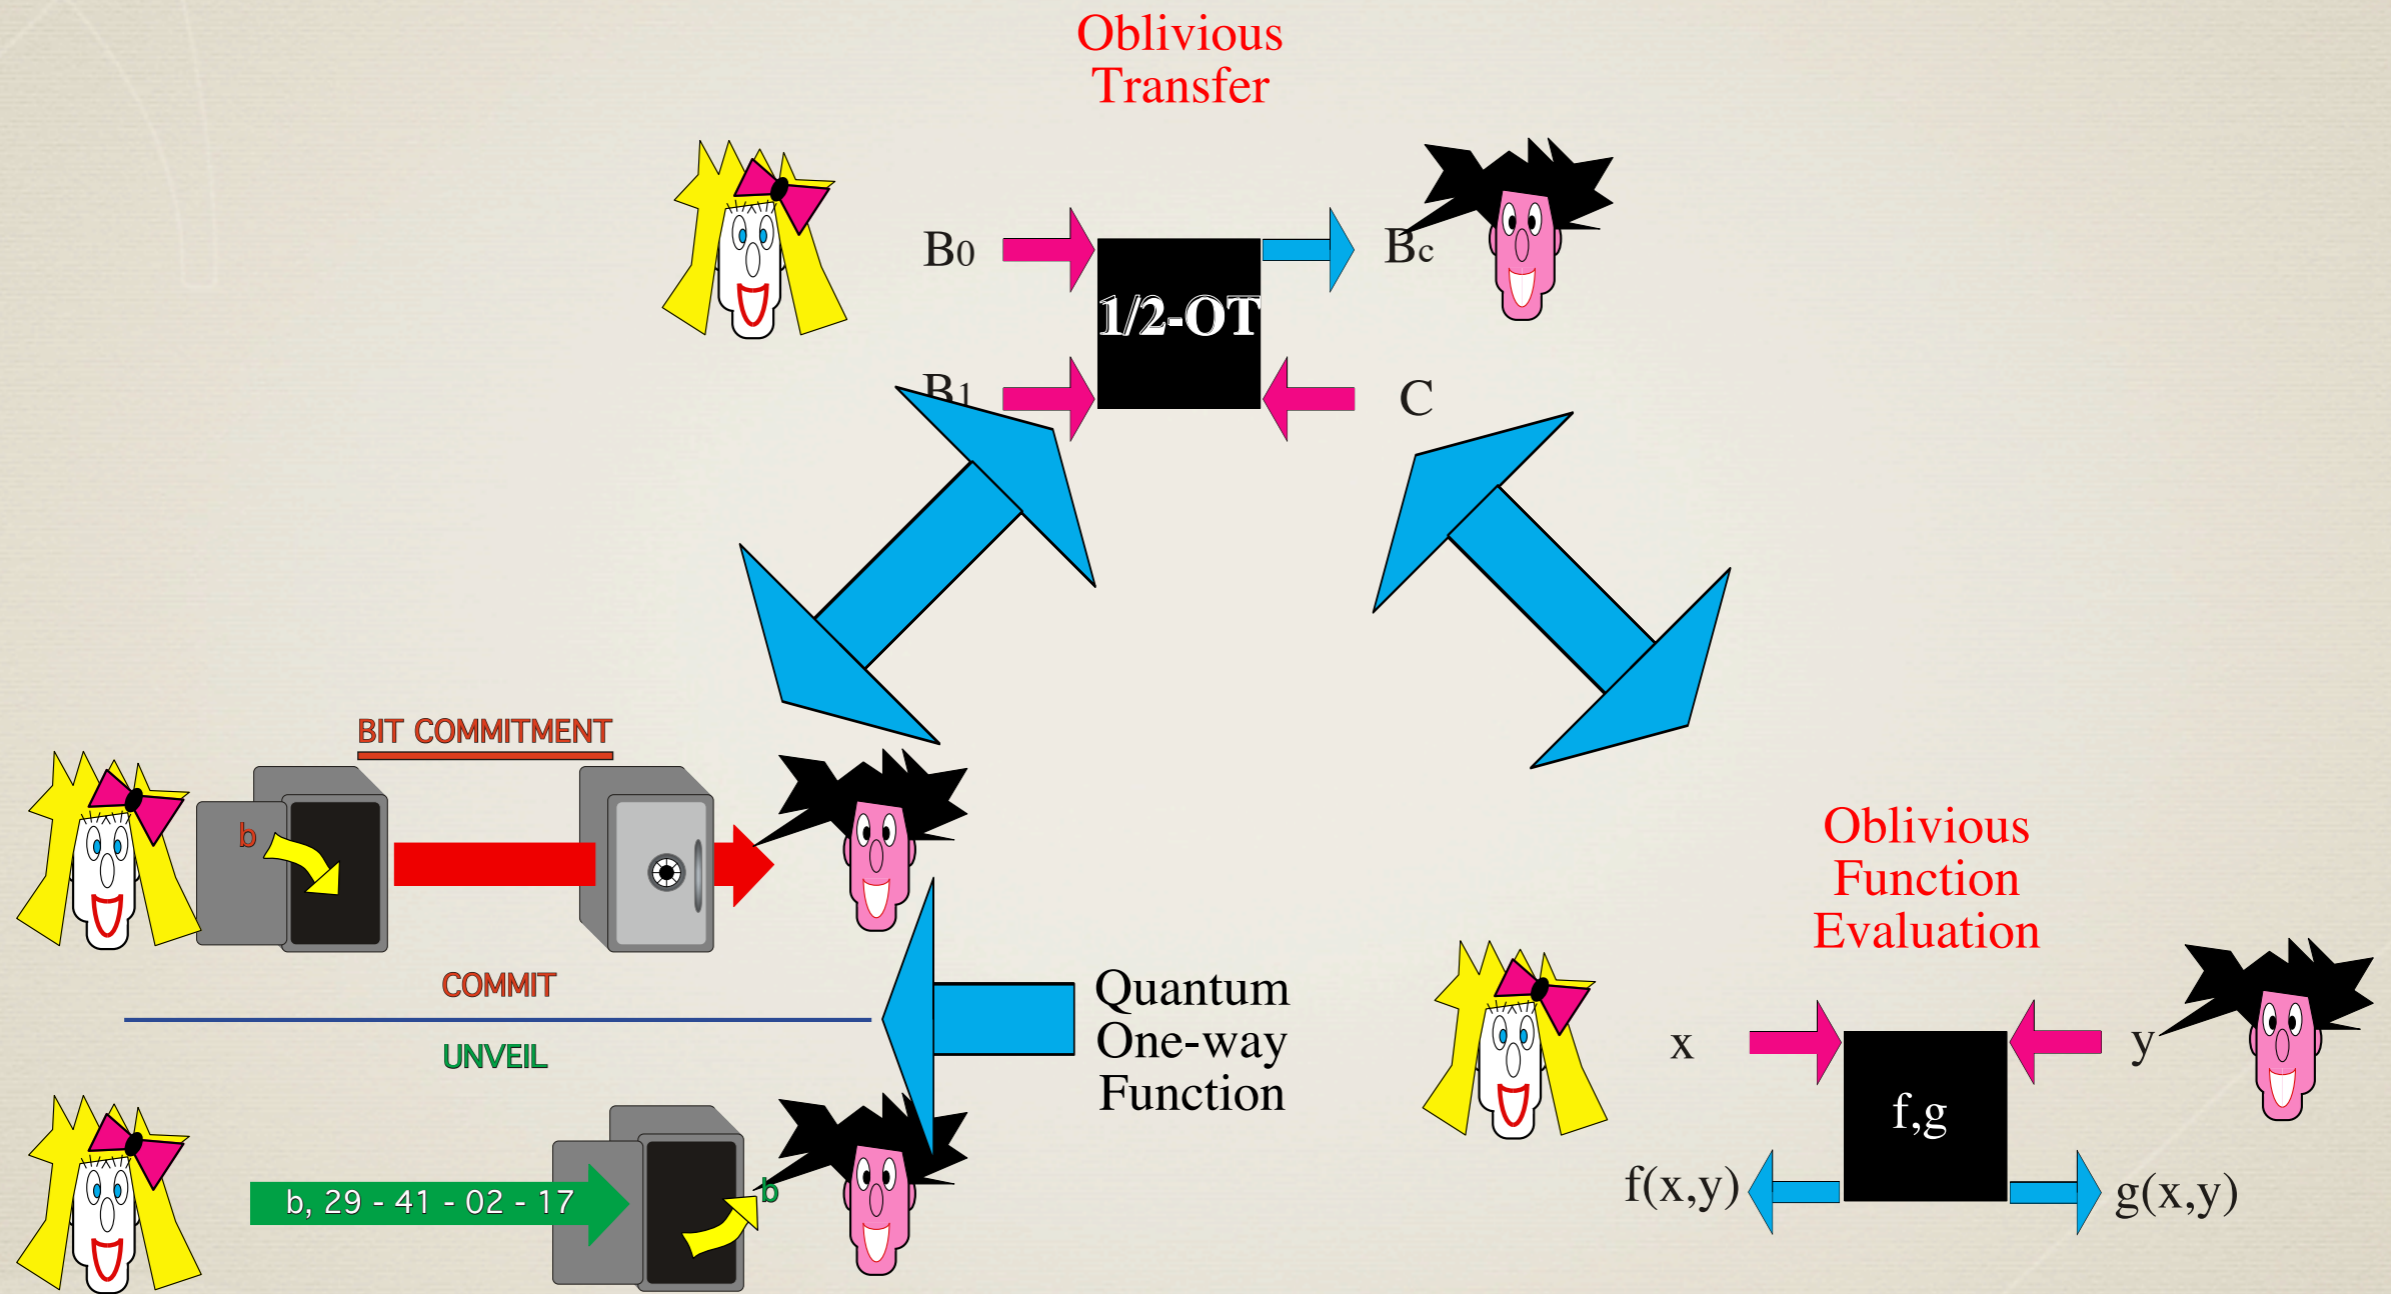 Oblivious
Transfer
B0
Bc
1/2-OT
B1
C
BIT COMMITMENT
b
COMMIT
UNVEIL
b, 29 - 41 - 02 - 17
b
Quantum
One-way
Function
Oblivious
Function
Evaluation
x
y
f,g
f(x,y)
g(x,y)